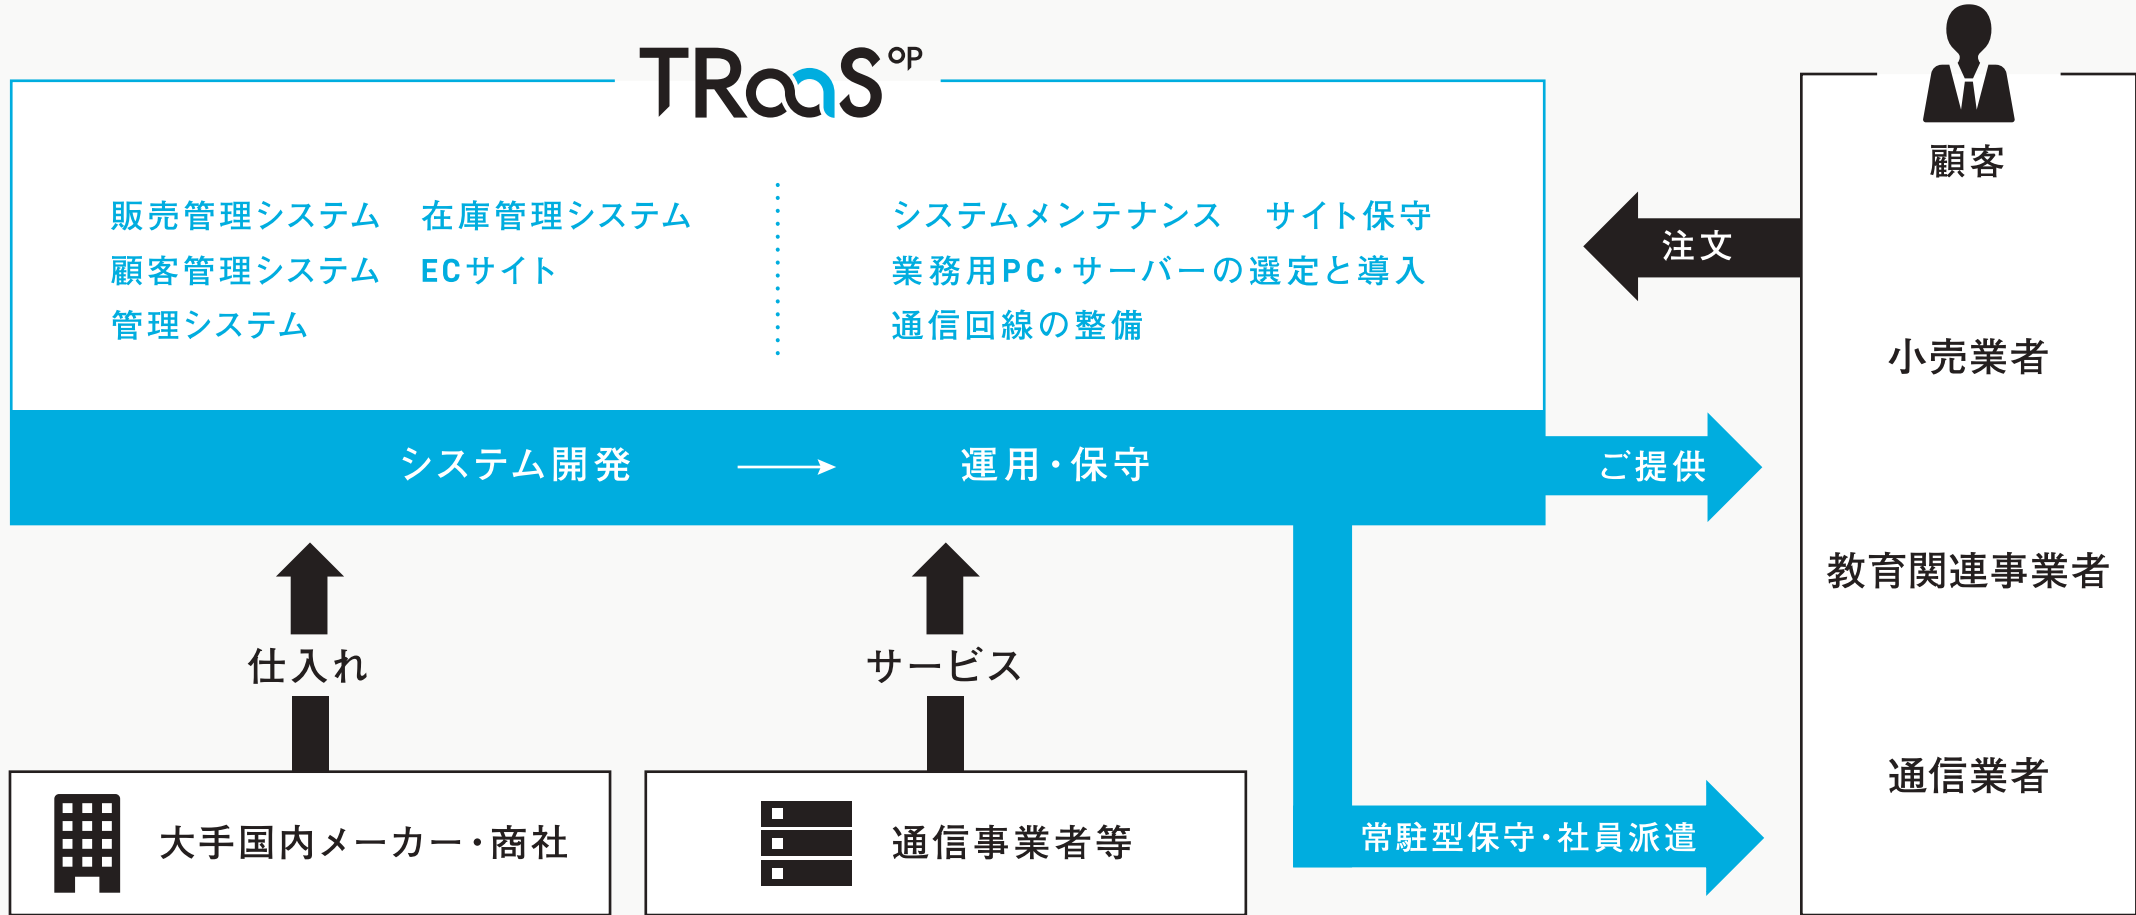 TRaaS OP
販売管理システム 在庫管理システム
顧客管理システム ECサイト
管理システム
システムメンテナンス サイト保守
業務用PC・サーバーの選定と導入
通信回線の整備
システム開発 → 運用・保守
仕入れ
サービス
大手国内メーカー・商社
通信事業者等
注文
ご提供
常駐型保守・社員派遣
顧客
小売業者
教育関連事業者
通信業者